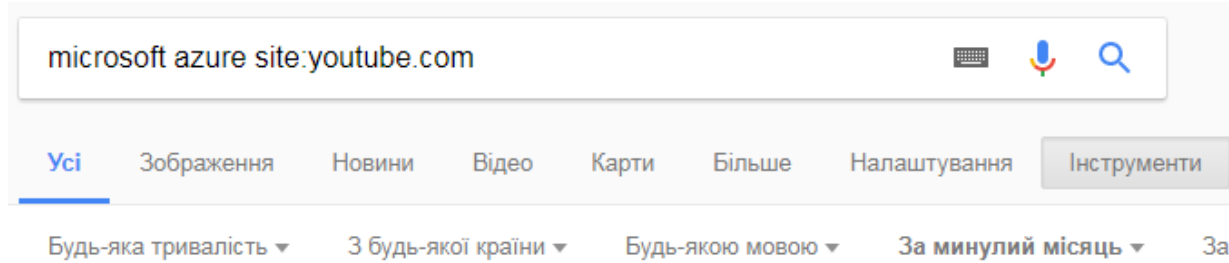 microsoft azure site:youtube.com
Усі Зображення Новини Відео Карти Більше Налаштування Інструменти
Будь-яка тривалість З будь-якої країни Будь-якою мовою За минулий місяць За